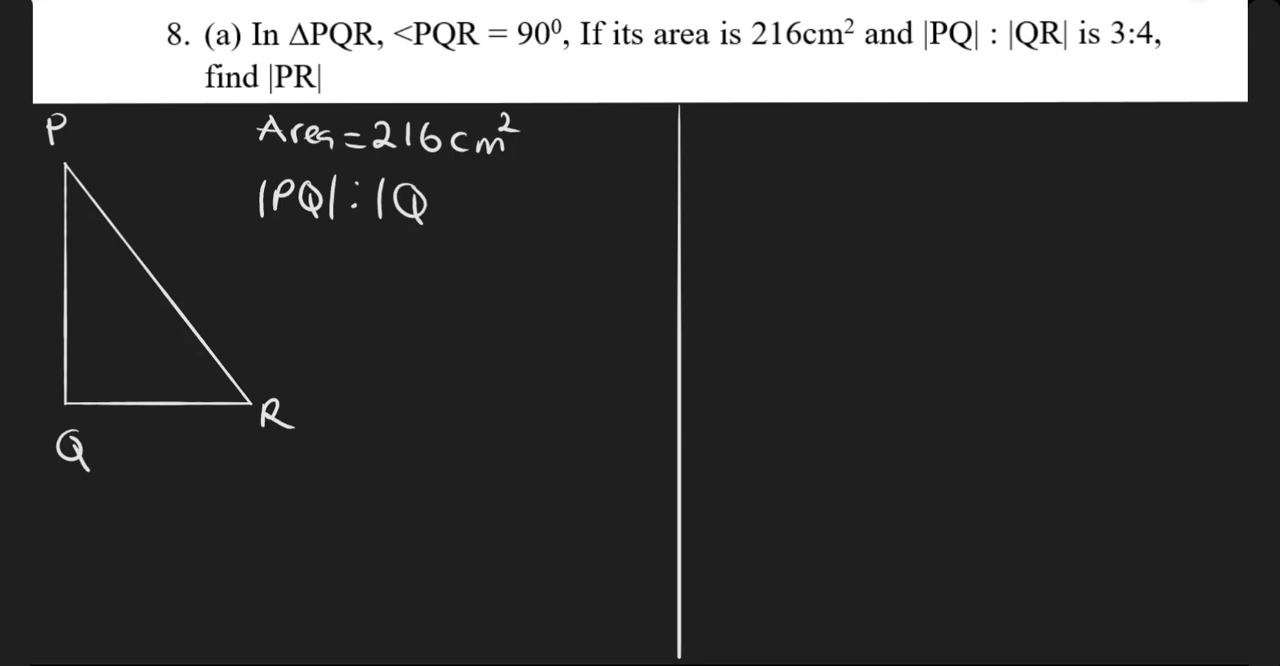 8. (a) In ΔPQR, <PQR = 90⁰, If its area is 216cm² and |PQ| : |QR| is 3:4,
find |PR|
P
Area = 216cm²
|PQ| : |Q
R
Q